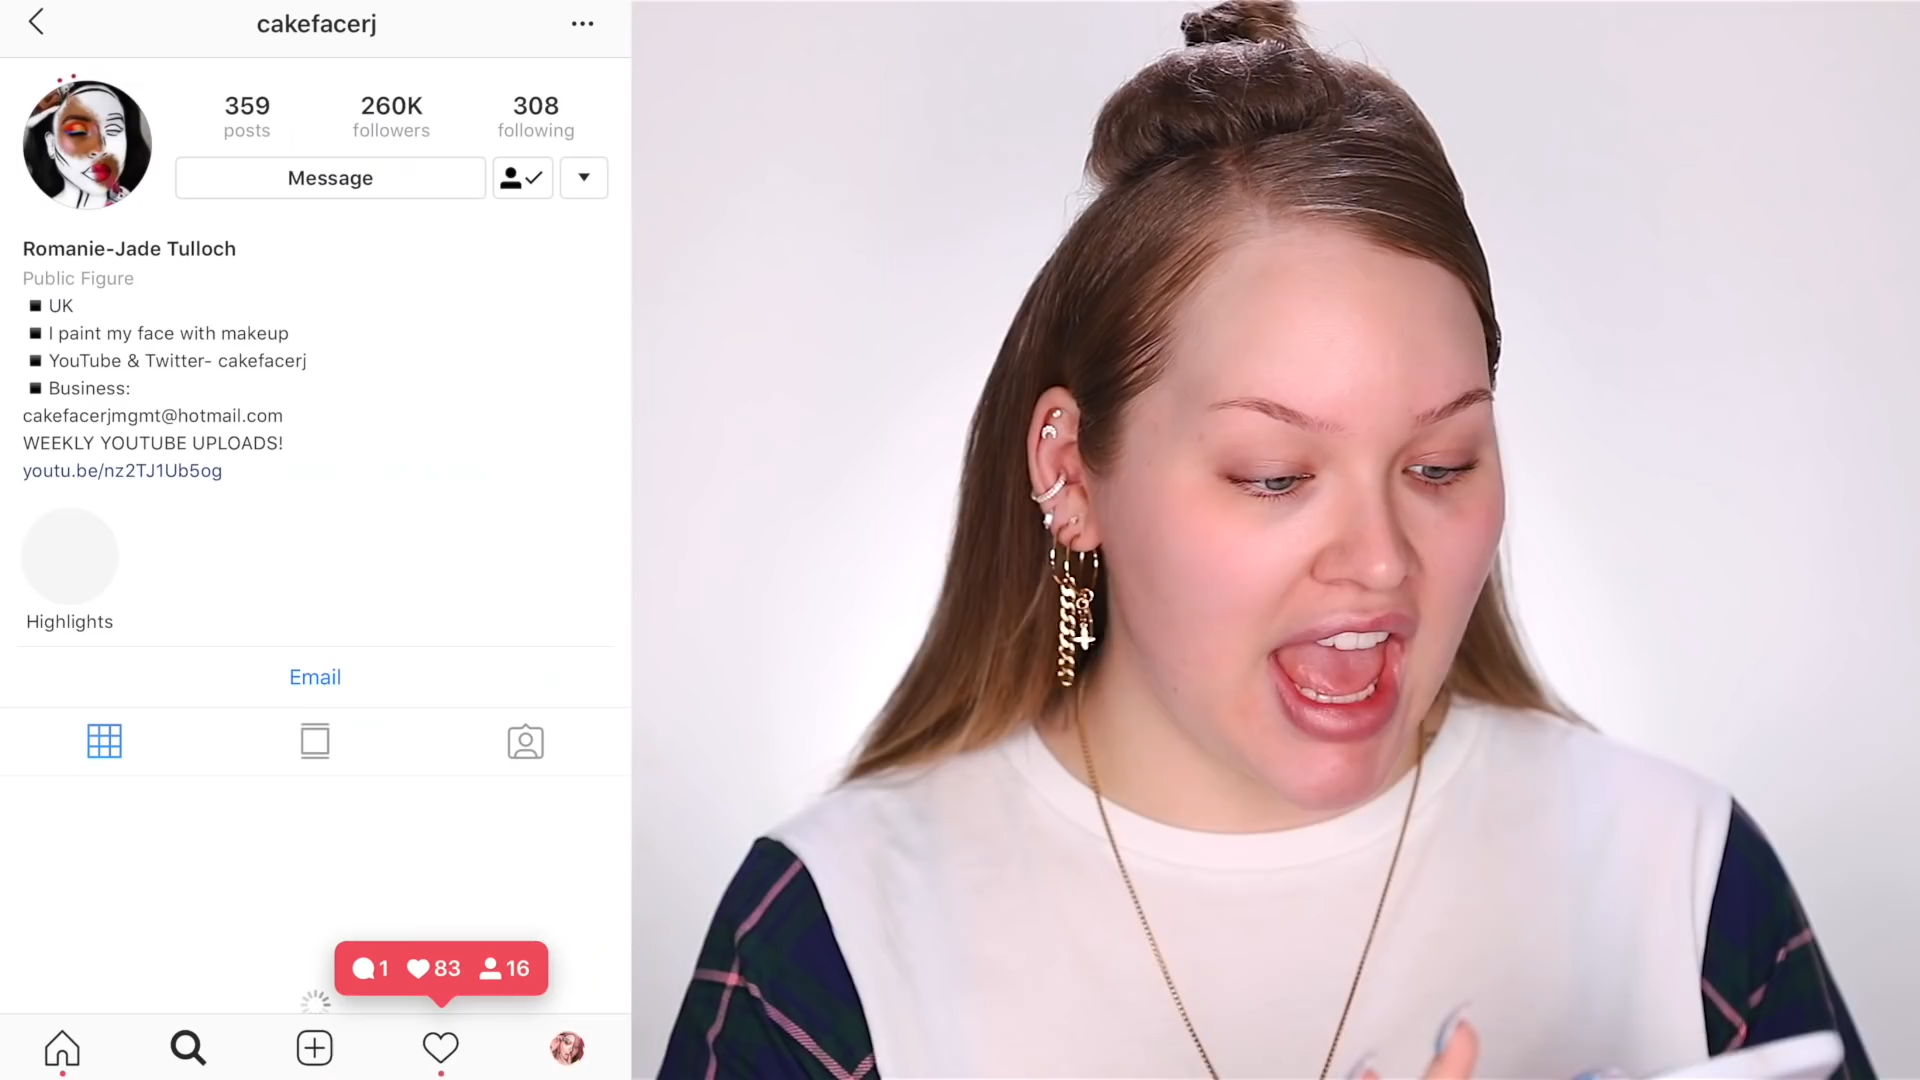 cakefacerj
359
posts
260K
followers
308
following
Message
Romanie-Jade Tulloch
Public Figure
UK
I paint my face with makeup
YouTube & Twitter- cakefacerj
Business:
cakefacerjmgmt@hotmail.com
WEEKLY YOUTUBE UPLOADS!
youtu.be/nz2TJ1Ub5og
Highlights
Email
1 83 16